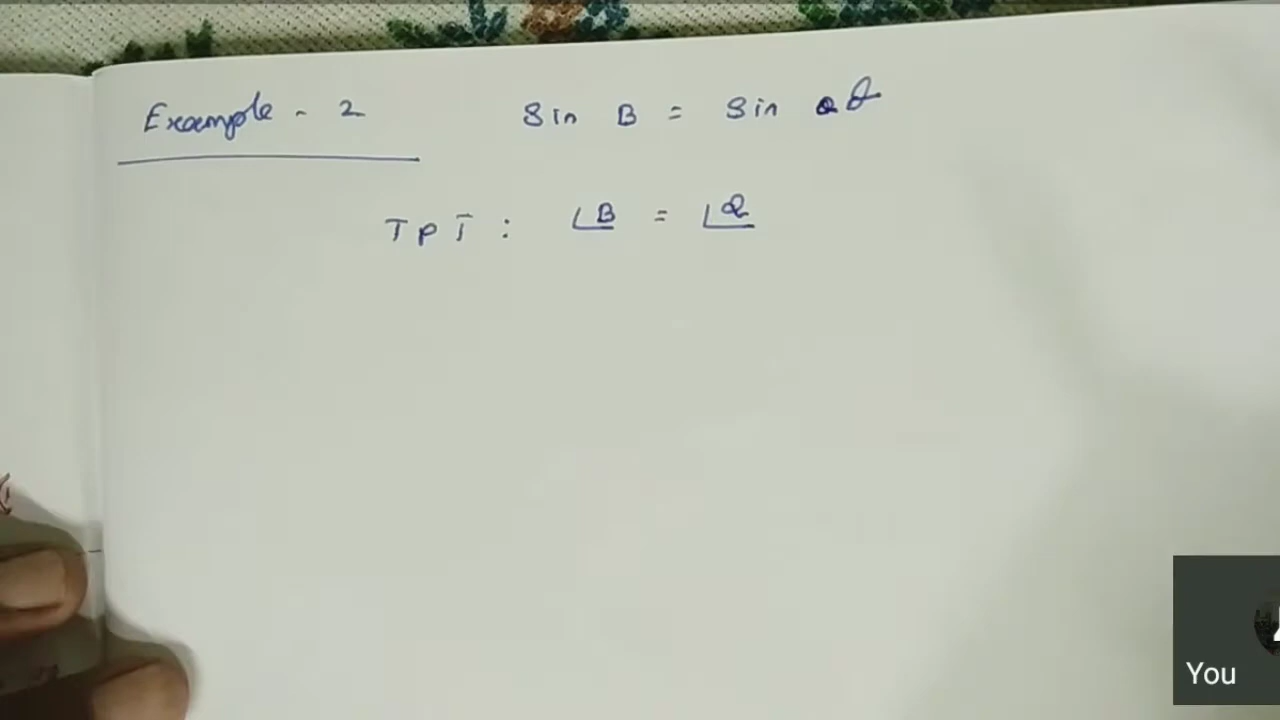 Example - 2
Sin B = Sin Q
TPT : ∠B = ∠Q
You